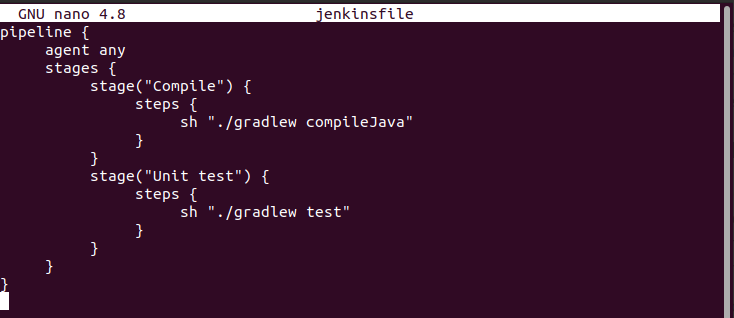 GNU nano 4.8 jenkinsfile
pipeline {
     agent any
     stages {
          stage("Compile") {
               steps {
                    sh "./gradlew compileJava"
               }
          }
          stage("Unit test") {
               steps {
                    sh "./gradlew test"
               }
          }
     }
}